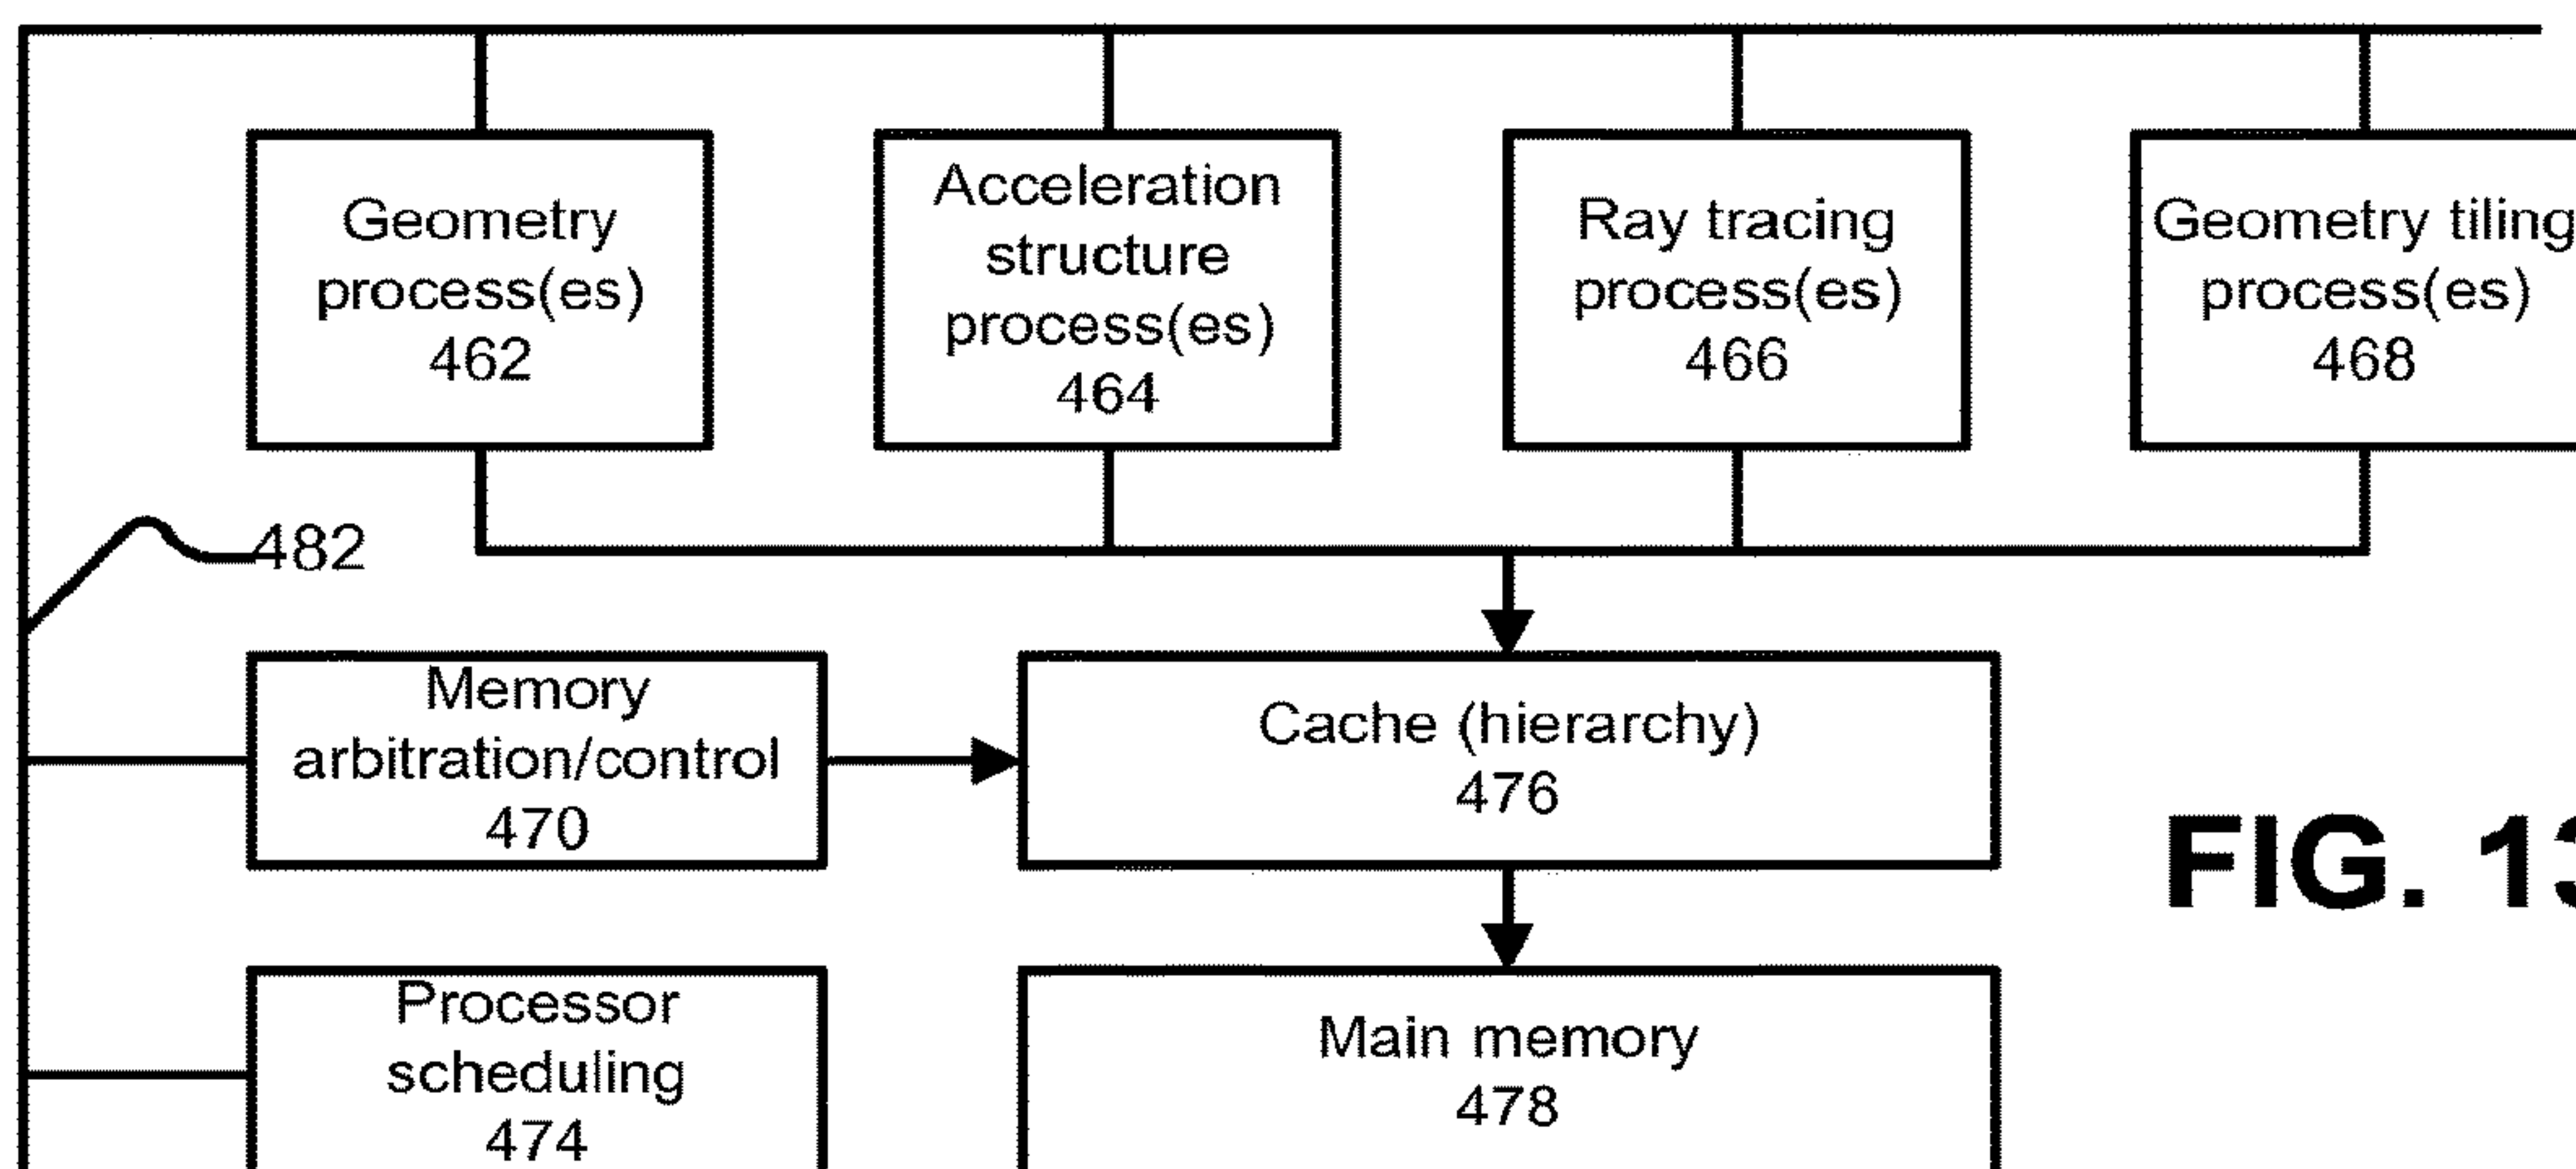 Geometry
process(es)
462
Acceleration
structure
process(es)
464
Ray tracing
process(es)
466
Geometry tiling
process(es)
468
482
Memory
arbitration/control
470
Cache (hierarchy)
476
FIG. 13
Processor
scheduling
474
Main memory
478